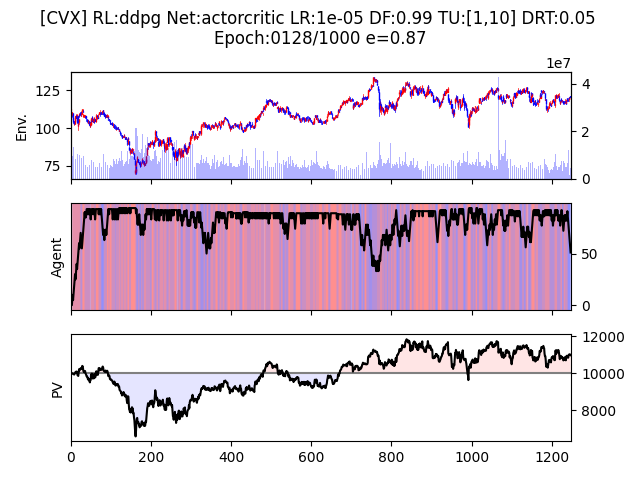 [CVX] RL:ddpg Net:actorcritic LR:1e-05 DF:0.99 TU:[1,10] DRT:0.05
Epoch:0128/1000 e=0.87
1e7
125
100
75
Env.
4
2
0
Agent
50
0
PV
12000
10000
8000
0 200 400 600 800 1000 1200